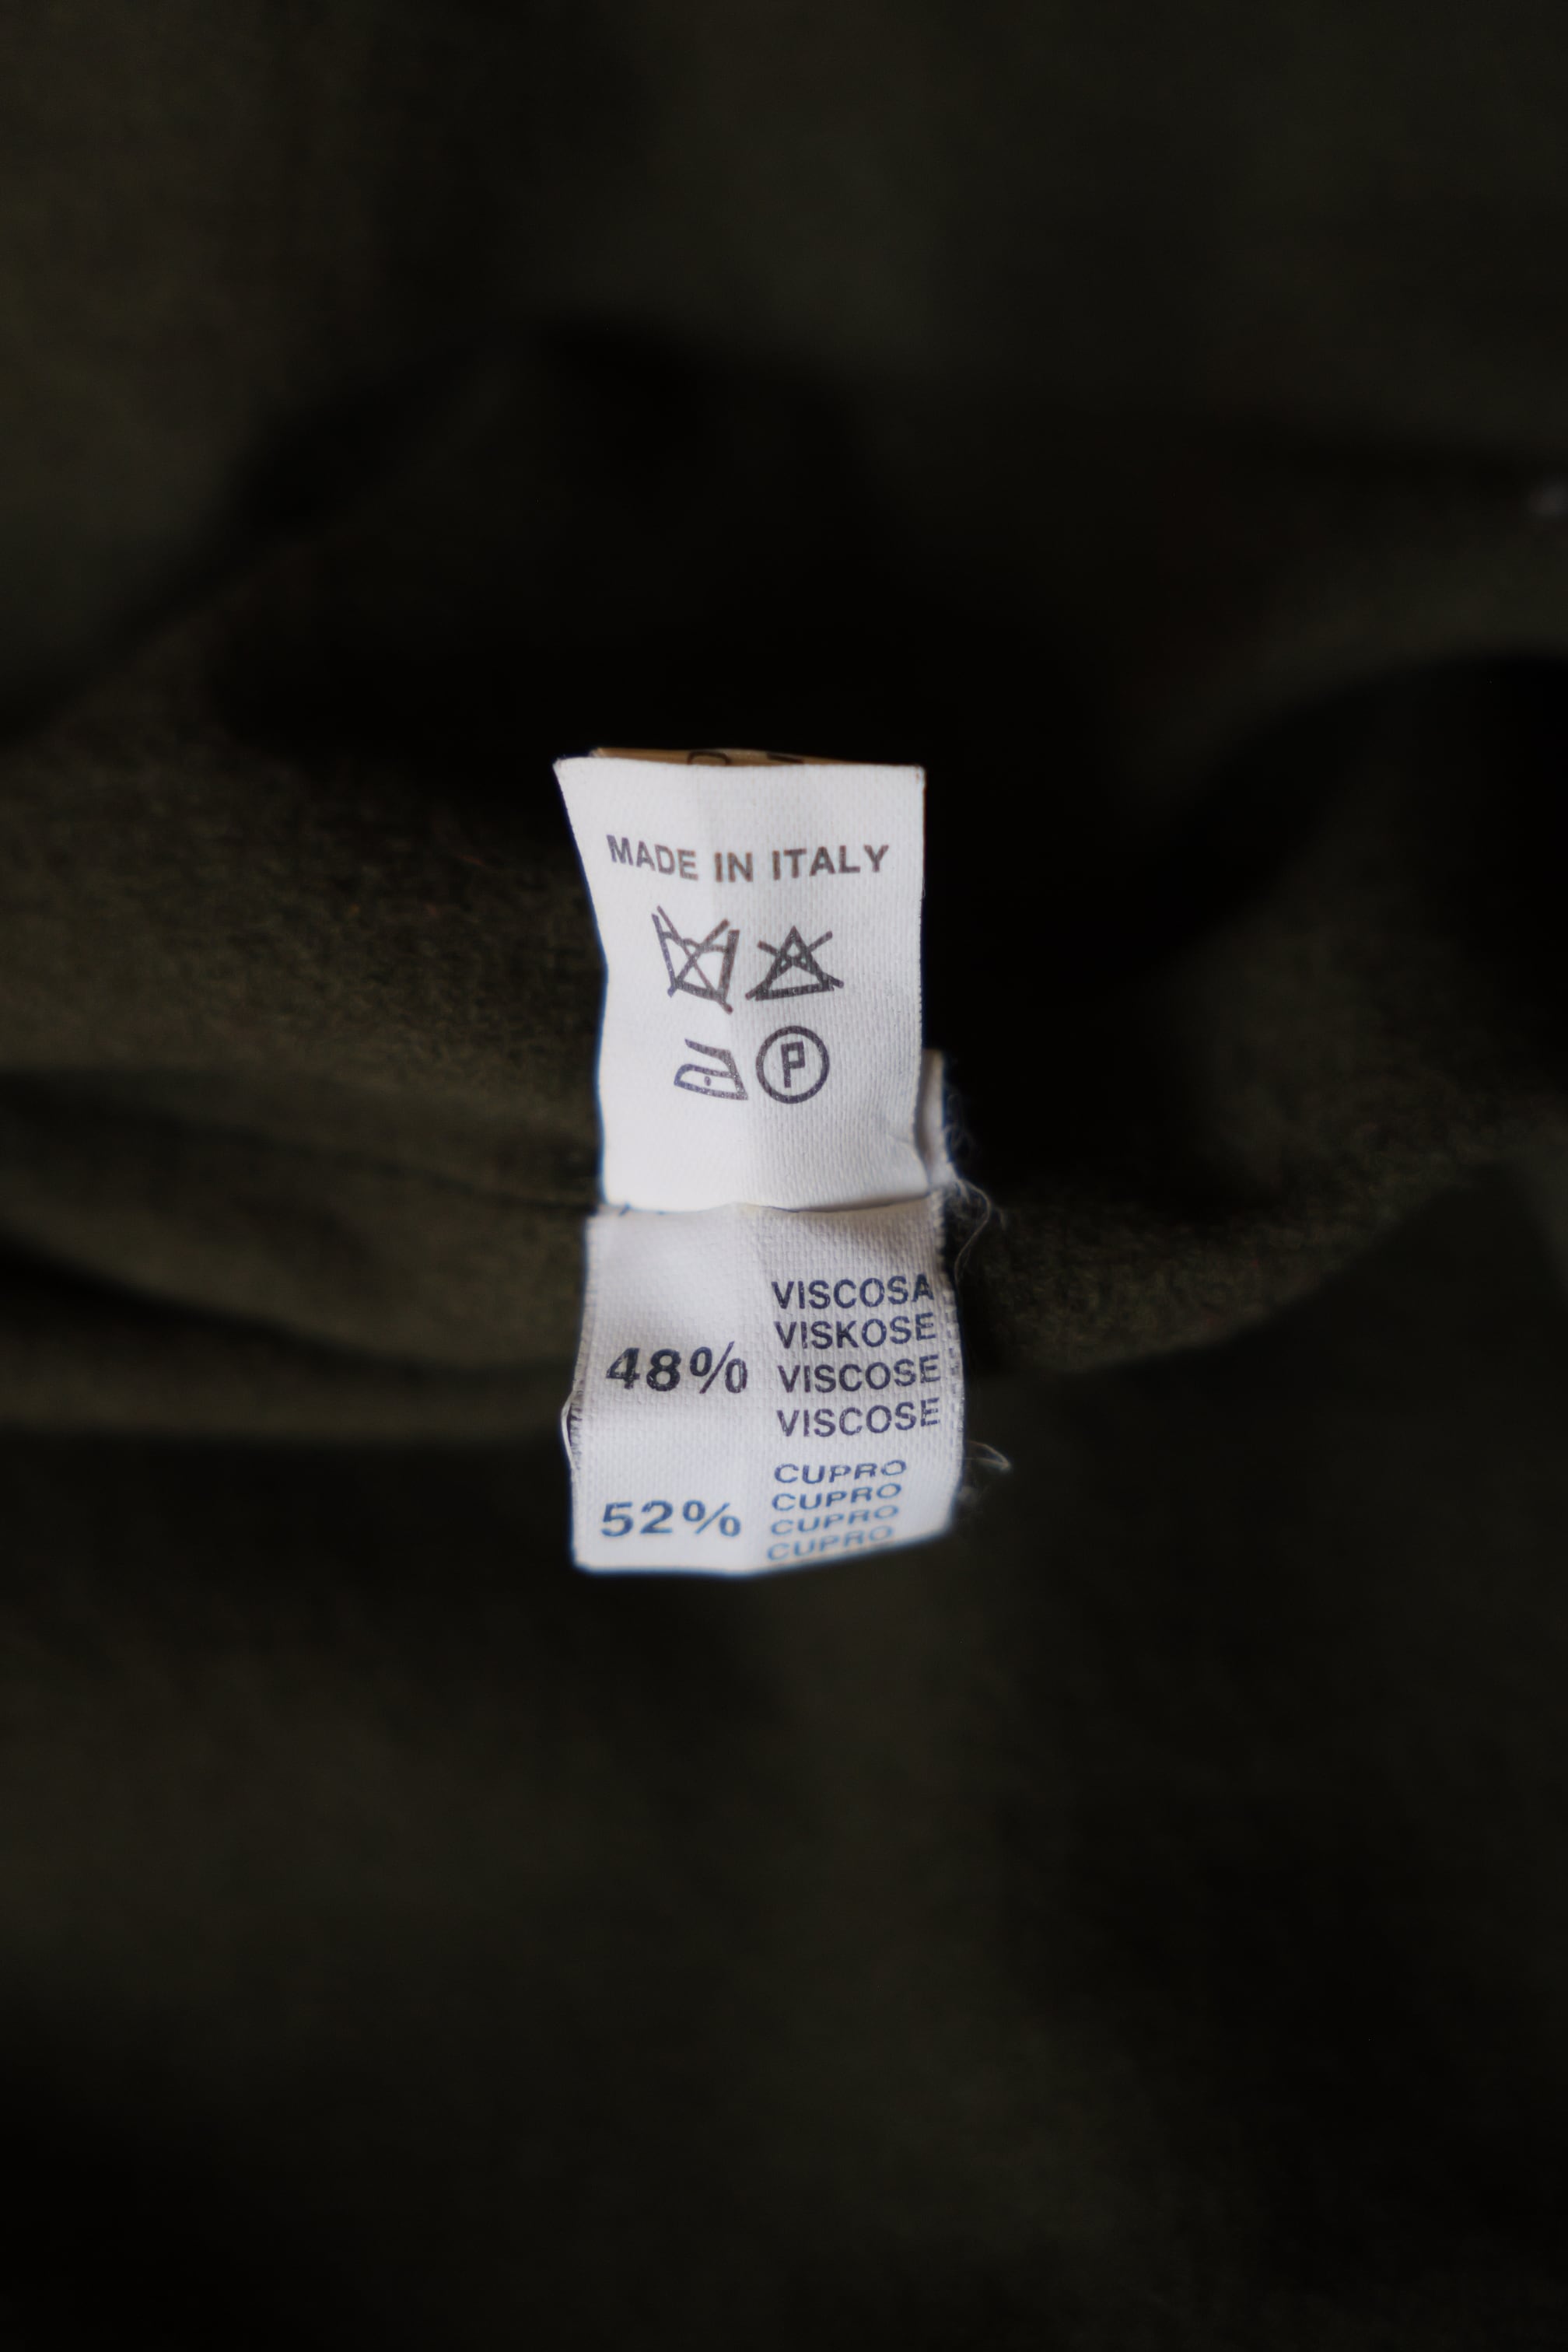 MADE IN ITALY
P
48%
VISCOSA
VISKOSE
VISCOSE
VISCOSE
52%
CUPRO
CUPRO
CUPRO
CUPRO